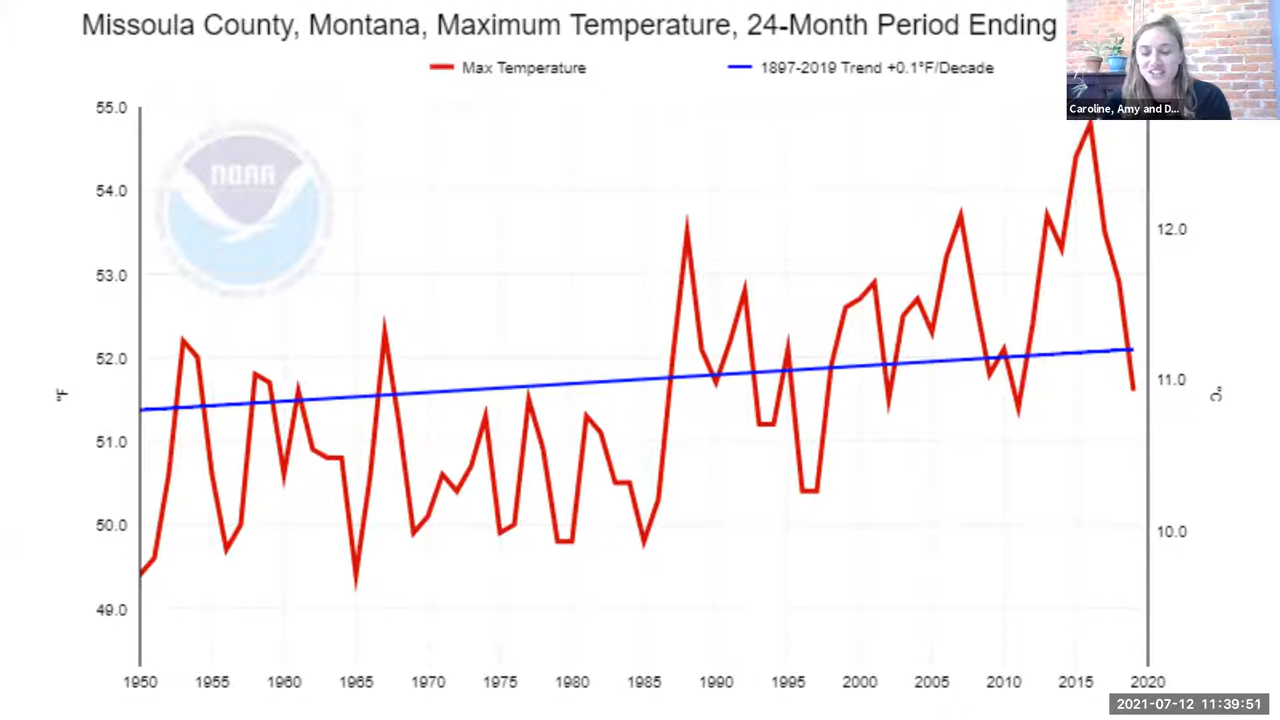 Missoula County, Montana, Maximum Temperature, 24-Month Period Ending
Max Temperature
1897-2019 Trend +0.1°F/Decade
Caroline, Amy and D...
55.0
54.0
53.0
52.0
51.0
50.0
49.0
°F
NOAA
12.0
11.0
10.0
°C
1950 1955 1960 1965 1970 1975 1980 1985 1990 1995 2000 2005 2010 2015 2020
2021-07-12 11:39:51